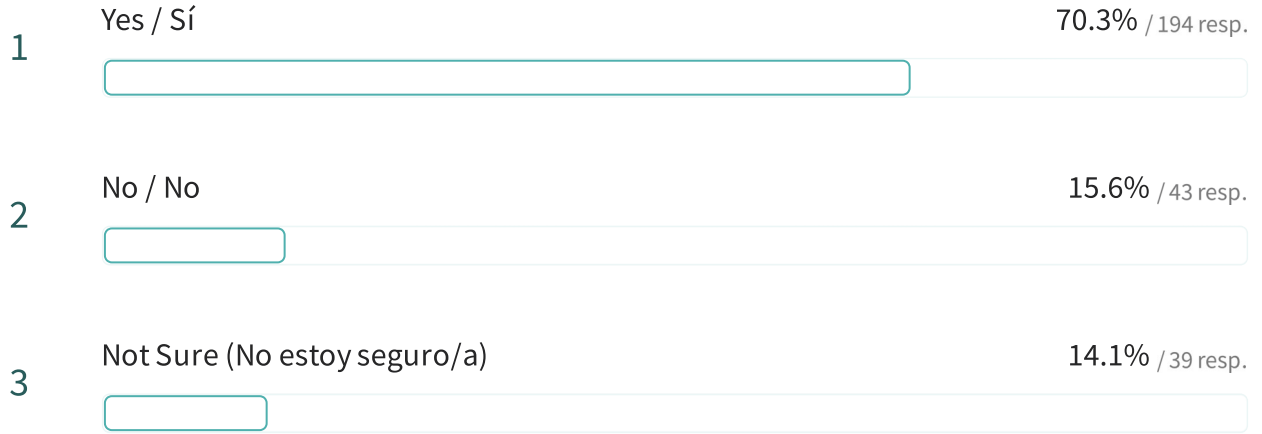 1
Yes / Sí
70.3% / 194 resp.
2
No / No
15.6% / 43 resp.
3
Not Sure (No estoy seguro/a)
14.1% / 39 resp.